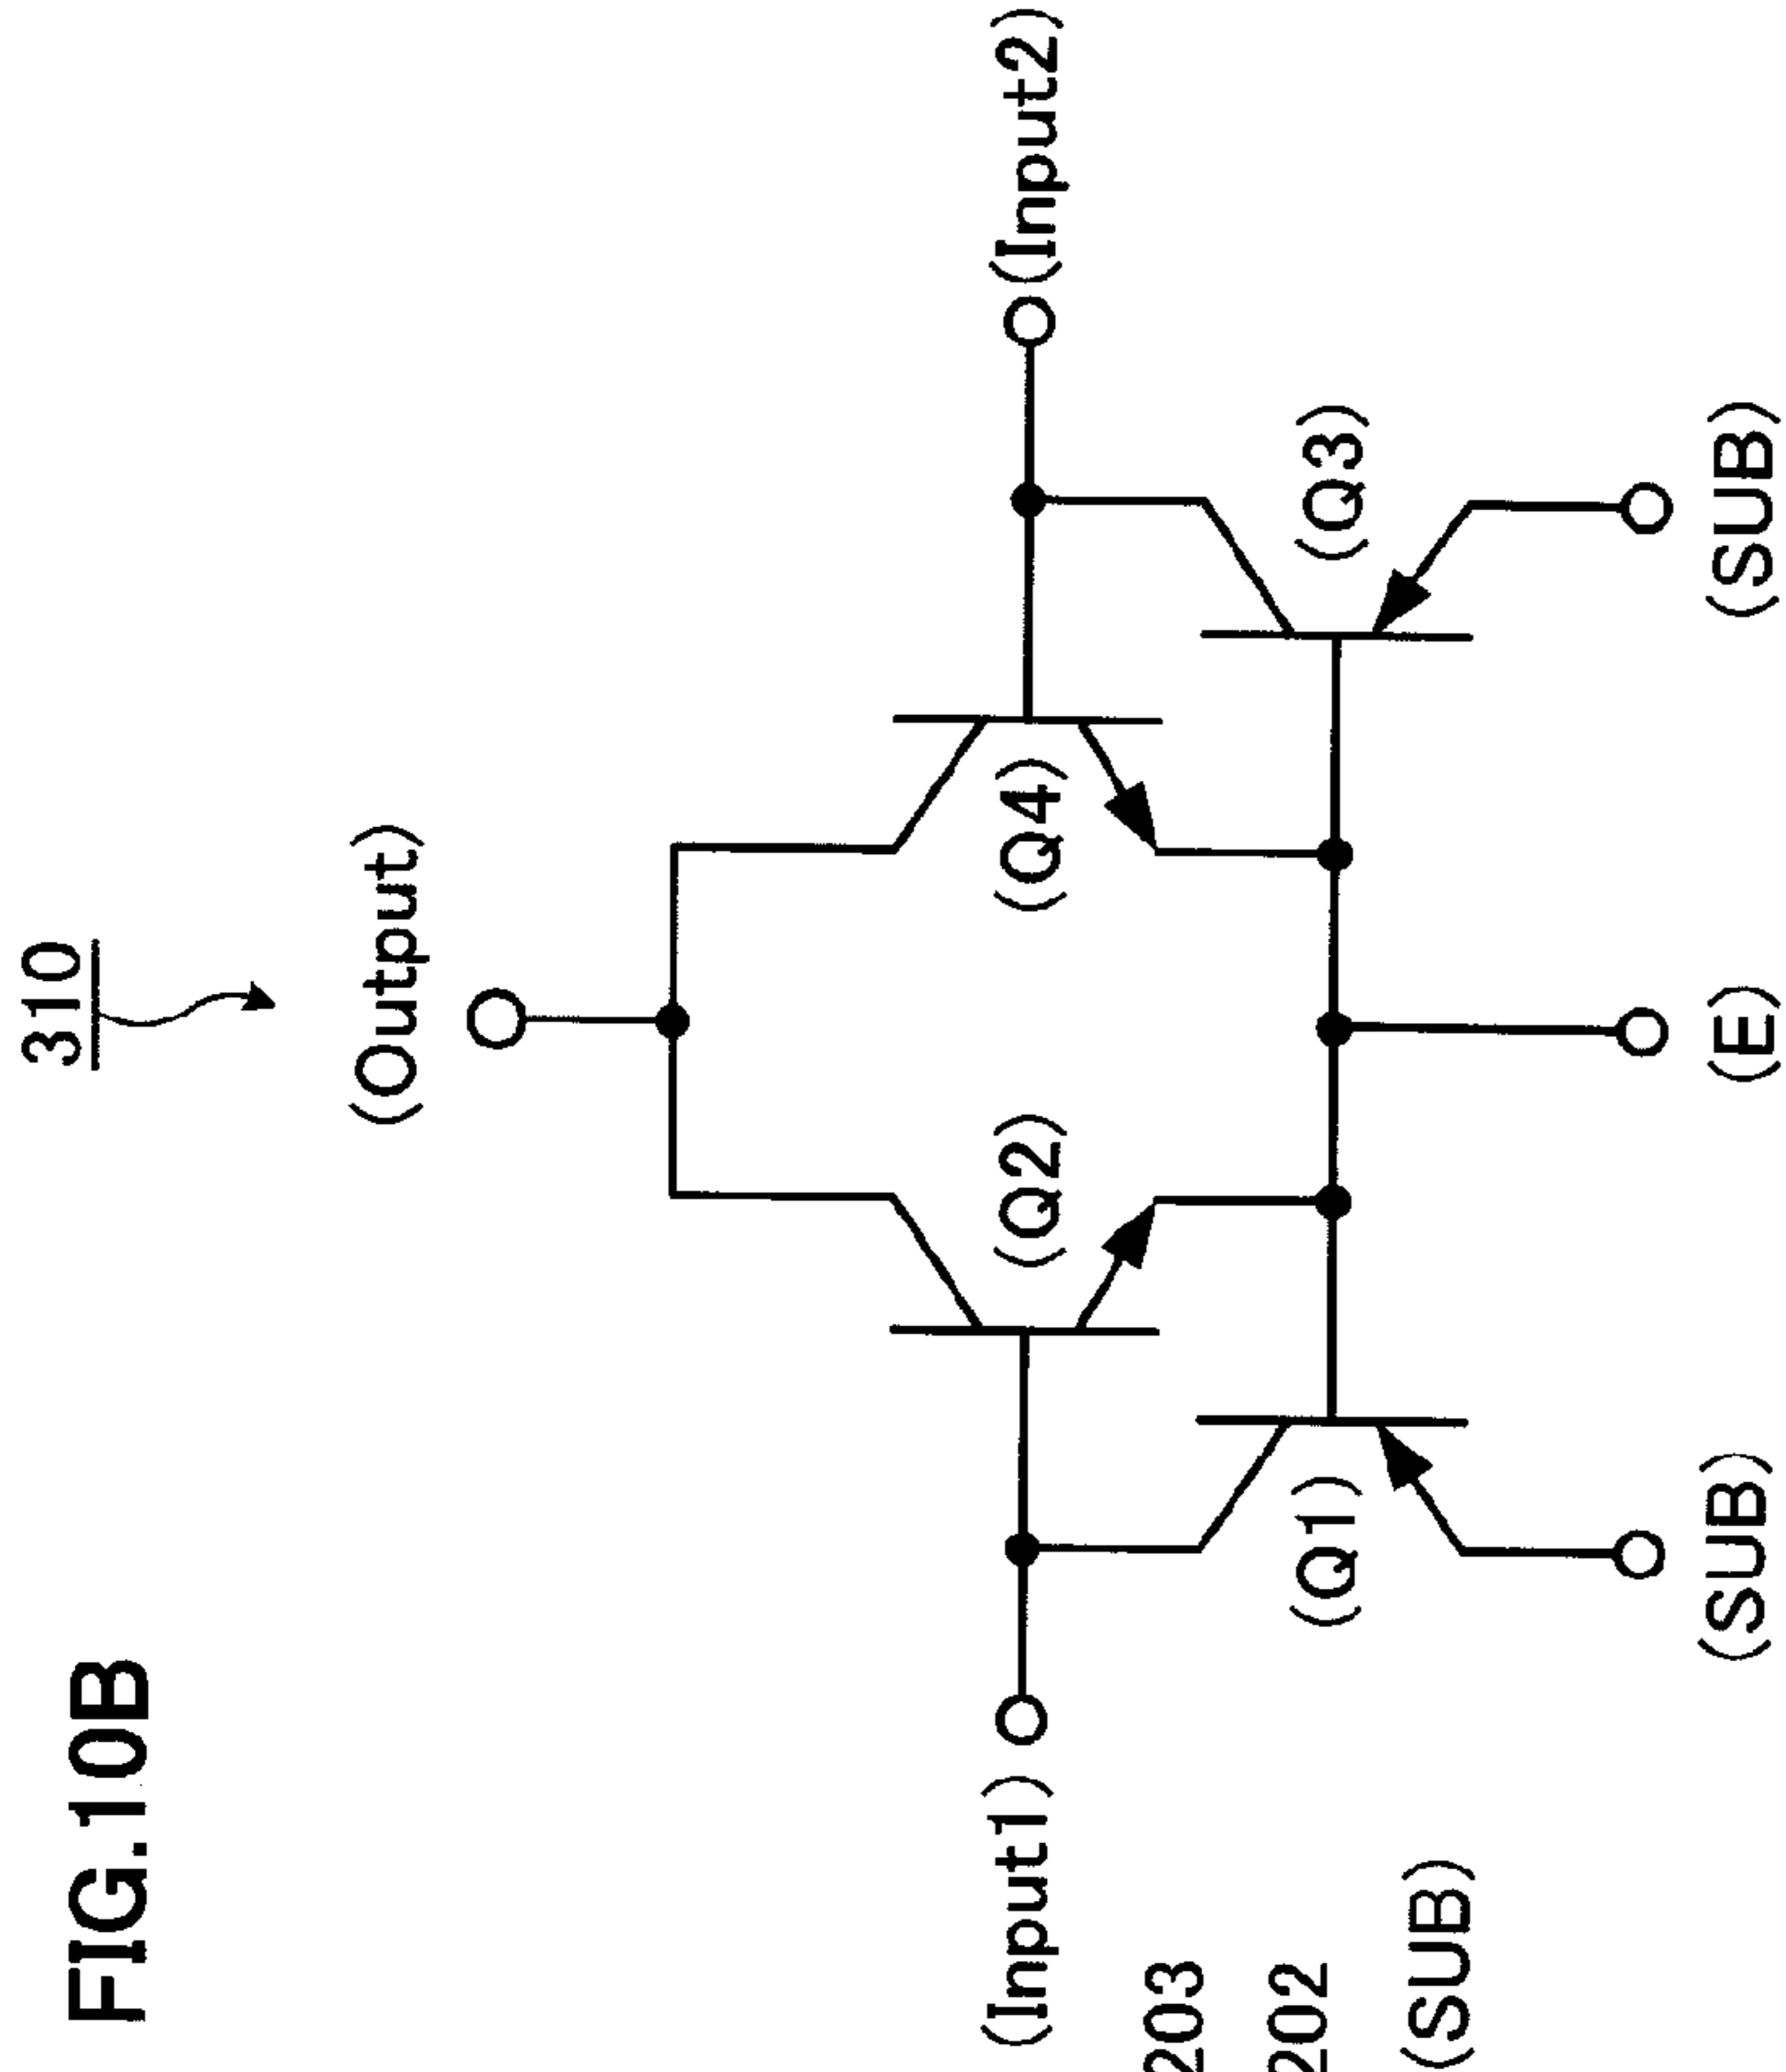 FIG.10B
310
(Output)
(Input1)
(Q2)
(Q4)
(Input2)
203
202
(Q1)
(Q3)
(SUB)
(SUB)
(E)
(SUB)